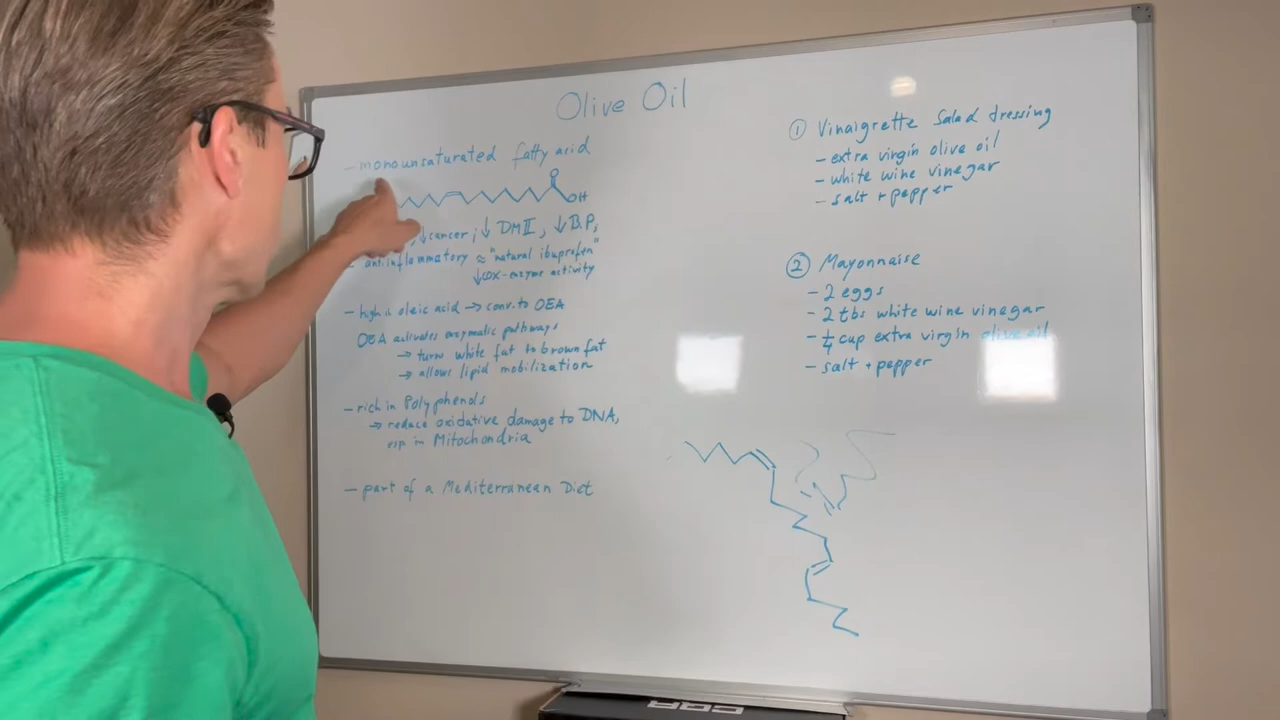 Olive Oil
- monounsaturated fatty acid
O
OH
↓cancer, ↓ DM II, ↓ B.P,
- antiinflammatory ≈ "natural ibuprofen"
↓COX-enzyme activity
- high in oleic acid → conv. to OEA
OEA activates enzymatic pathways
→ turns white fat to brown fat
→ allows lipid mobilization
- rich in Polyphenols
→ reduce oxidative damage to DNA,
esp in Mitochondria
- part of a Mediterranean Diet
① Vinaigrette Salad dressing
- extra virgin olive oil
- white wine vinegar
- salt + pepper
② Mayonnaise
- 2 eggs
- 2 tbs white wine vinegar
- 1/4 cup extra virgin olive oil
- salt + pepper